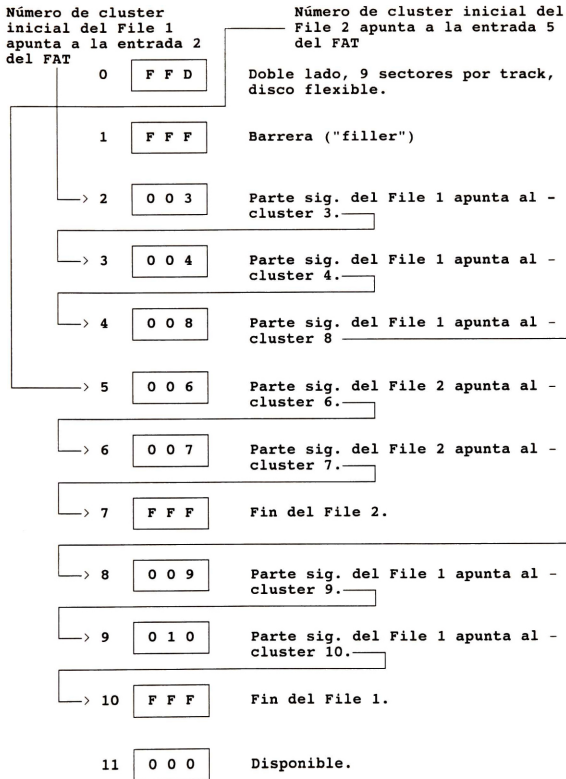 Número de cluster
inicial del File 1
apunta a la entrada 2
del FAT
Número de cluster inicial del
File 2 apunta a la entrada 5
del FAT
0 F F D Doble lado, 9 sectores por track,
disco flexible.
1 F F F Barrera ("filler")
2 0 0 3 Parte sig. del File 1 apunta al -
cluster 3.
3 0 0 4 Parte sig. del File 1 apunta al -
cluster 4.
4 0 0 8 Parte sig. del File 1 apunta al -
cluster 8
5 0 0 6 Parte sig. del File 2 apunta al -
cluster 6.
6 0 0 7 Parte sig. del File 2 apunta al -
cluster 7.
7 F F F Fin del File 2.
8 0 0 9 Parte sig. del File 1 apunta al -
cluster 9.
9 0 1 0 Parte sig. del File 1 apunta al -
cluster 10.
10 F F F Fin del File 1.
11 0 0 0 Disponible.